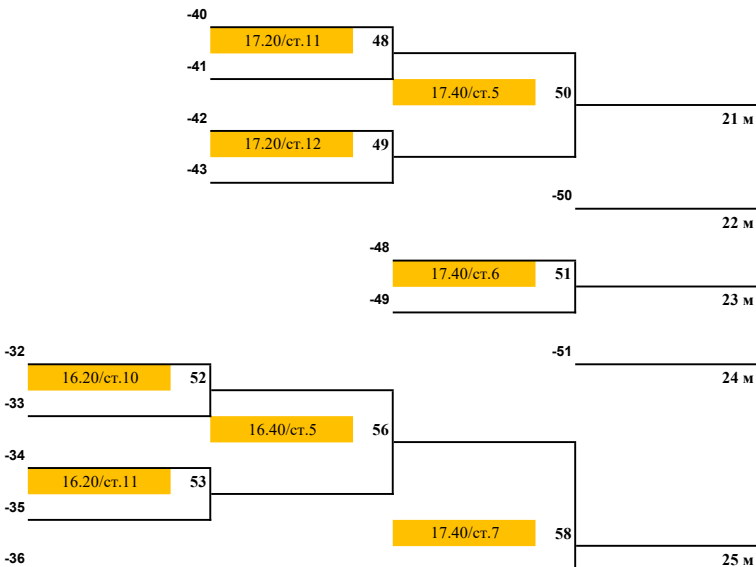 -40
17.20/ст.11 48
-41
17.40/ст.5 50
-42
21 м
17.20/ст.12 49
-43
-50
22 м
-48
17.40/ст.6 51
-49
23 м
-32
-51
16.20/ст.10 52
24 м
-33
16.40/ст.5 56
-34
16.20/ст.11 53
-35
17.40/ст.7 58
-36
25 м